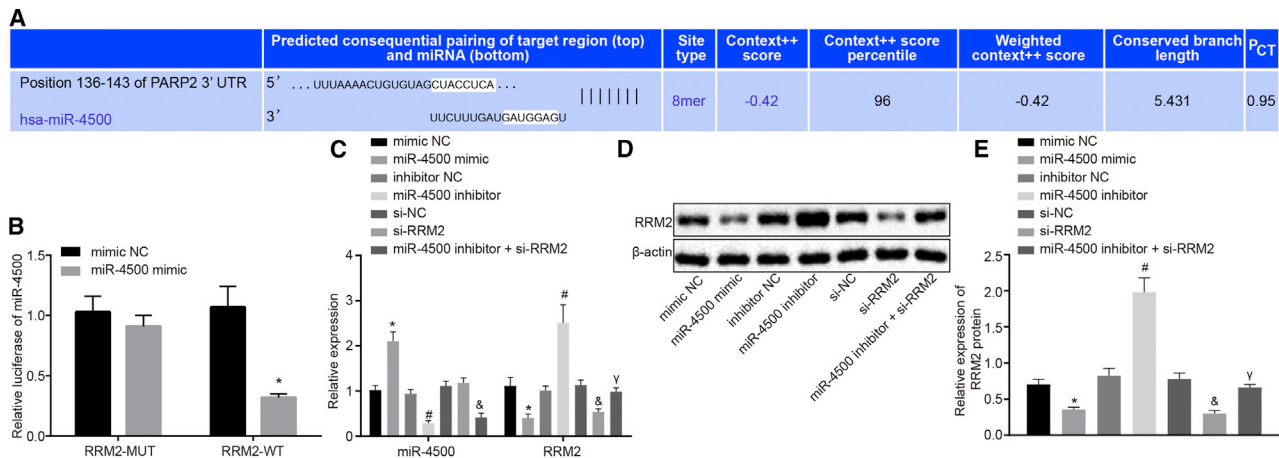 A
Predicted consequential pairing of target region (top)
and miRNA (bottom)
Site
type
Context++
score
Context++ score
percentile
Weighted
context++ score
Conserved branch
length
PCT
Position 136-143 of PARP2 3' UTR
5' ...UUUAAAACUGUGUAGCUACCUCA...
hsa-miR-4500
3' UUCUUUGAUGAUGGAGU
8mer
-0.42
96
-0.42
5.431
0.95
B
mimic NC
miR-4500 mimic
Relative luciferase of miR-4500
1.5
1.0
0.5
0.0
*
RRM2-MUT
RRM2-WT
C
mimic NC
miR-4500 mimic
inhibitor NC
miR-4500 inhibitor
si-NC
si-RRM2
miR-4500 inhibitor + si-RRM2
Relative expression
4
3
2
1
0
*
#
&
*
#
&
γ
miR-4500
RRM2
D
RRM2
β-actin
mimic NC
miR-4500 mimic
inhibitor NC
miR-4500 inhibitor
si-NC
si-RRM2
miR-4500 inhibitor + si-RRM2
E
mimic NC
miR-4500 mimic
inhibitor NC
miR-4500 inhibitor
si-NC
si-RRM2
miR-4500 inhibitor + si-RRM2
Relative expression of
RRM2 protein
2.5
2.0
1.5
1.0
0.5
0.0
*
#
&
γ